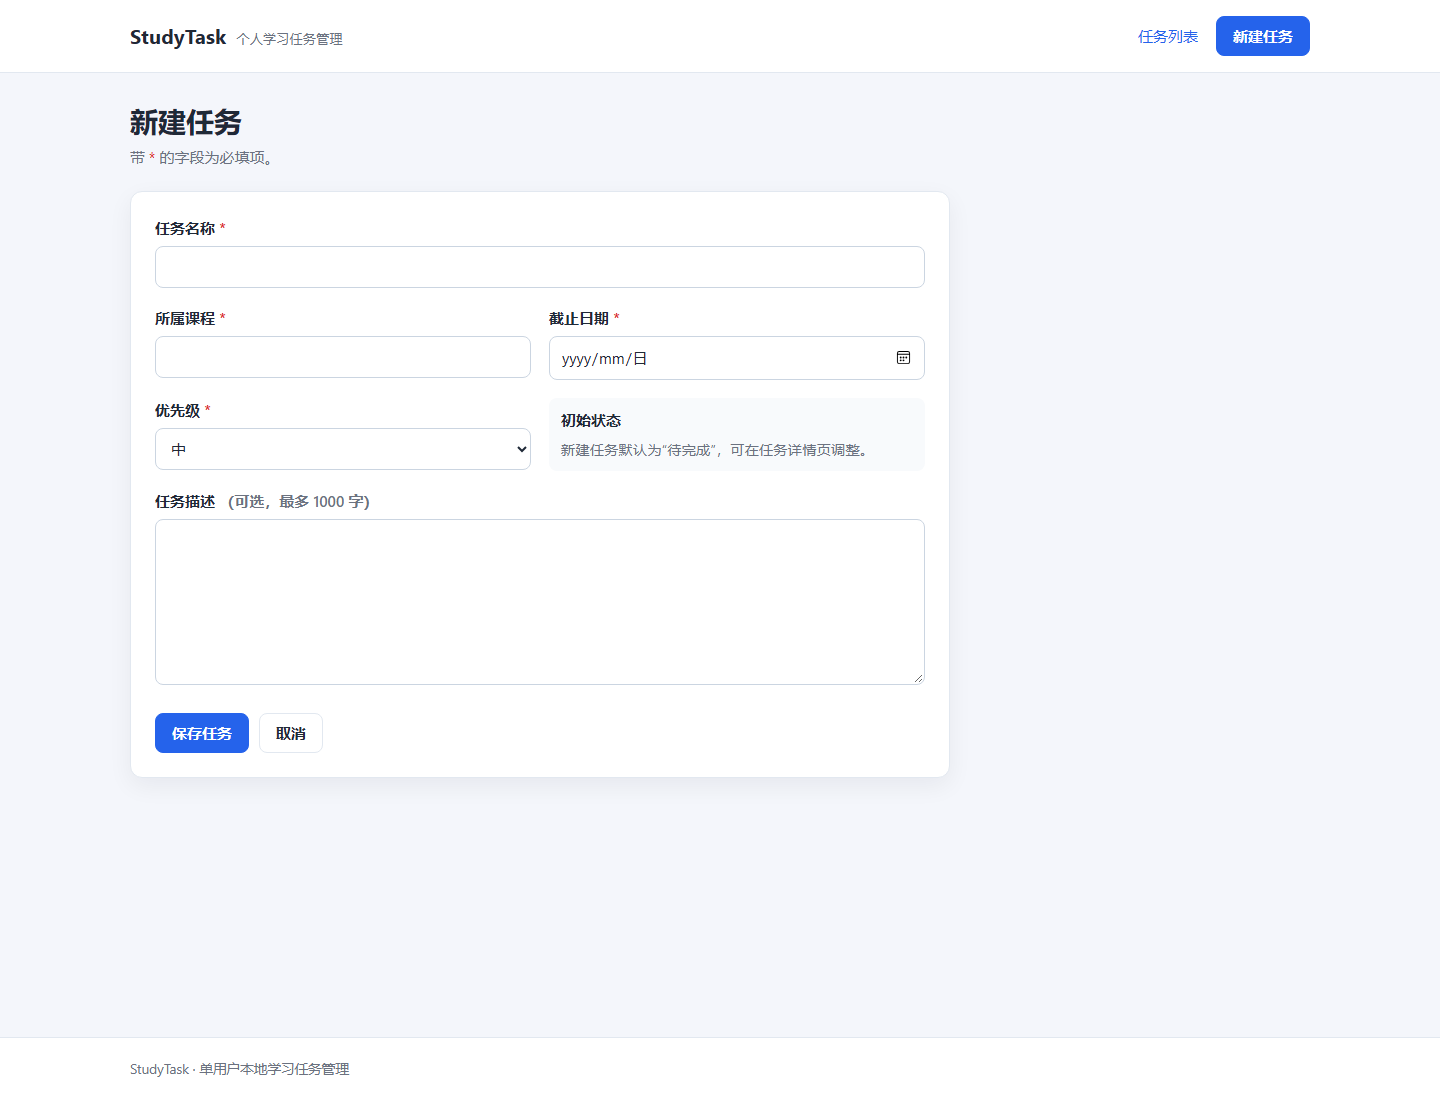 StudyTask 个人学习任务管理
任务列表 新建任务
新建任务
带 * 的字段为必填项。
任务名称 *
所属课程 * 截止日期 *
yyyy/mm/日
优先级 * 初始状态
中 新建任务默认为“待完成”，可在任务详情页调整。
任务描述 （可选，最多 1000 字）
保存任务 取消
StudyTask · 单用户本地学习任务管理